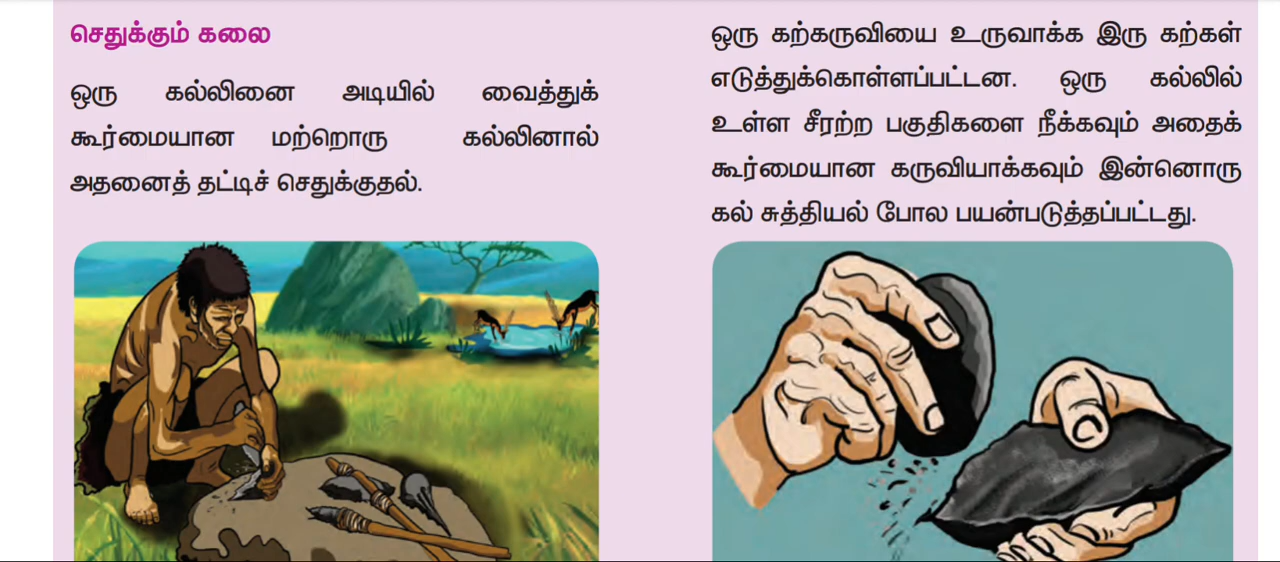 செதுக்கும் கலை
ஒரு கல்லினை அடியில் வைத்துக்
கூர்மையான மற்றொரு கல்லினால்
அதனைத் தட்டிச் செதுக்குதல்.
ஒரு கற்கருவியை உருவாக்க இரு கற்கள்
எடுத்துக்கொள்ளப்பட்டன. ஒரு கல்லில்
உள்ள சீரற்ற பகுதிகளை நீக்கவும் அதைக்
கூர்மையான கருவியாக்கவும் இன்னொரு
கல் சுத்தியல் போல பயன்படுத்தப்பட்டது.